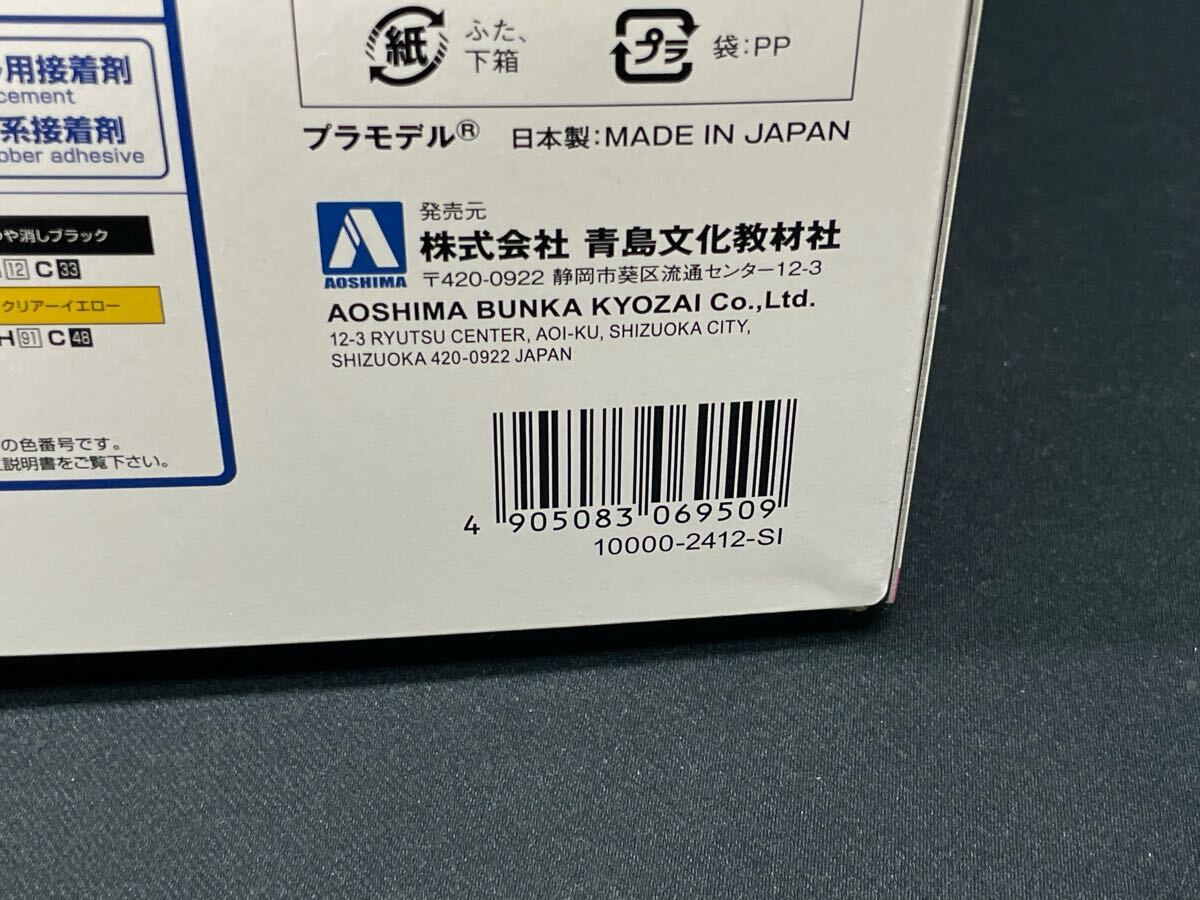 用接着剤
cement
系接着剤
adhesive
つや消しブラック
12 C 33
クリアーイエロー
H 91 C 48
の色番号です。
説明書をご覧下さい。
紙
ふた、
下箱
プラ
袋:PP
プラモデル® 日本製:MADE IN JAPAN
AOSHIMA
発売元
株式会社 青島文化教材社
〒420-0922 静岡市葵区流通センター12-3
AOSHIMA BUNKA KYOZAI Co.,Ltd.
12-3 RYUTSU CENTER, AOI-KU, SHIZUOKA CITY,
SHIZUOKA 420-0922 JAPAN
4 905083 069509
10000-2412-SI